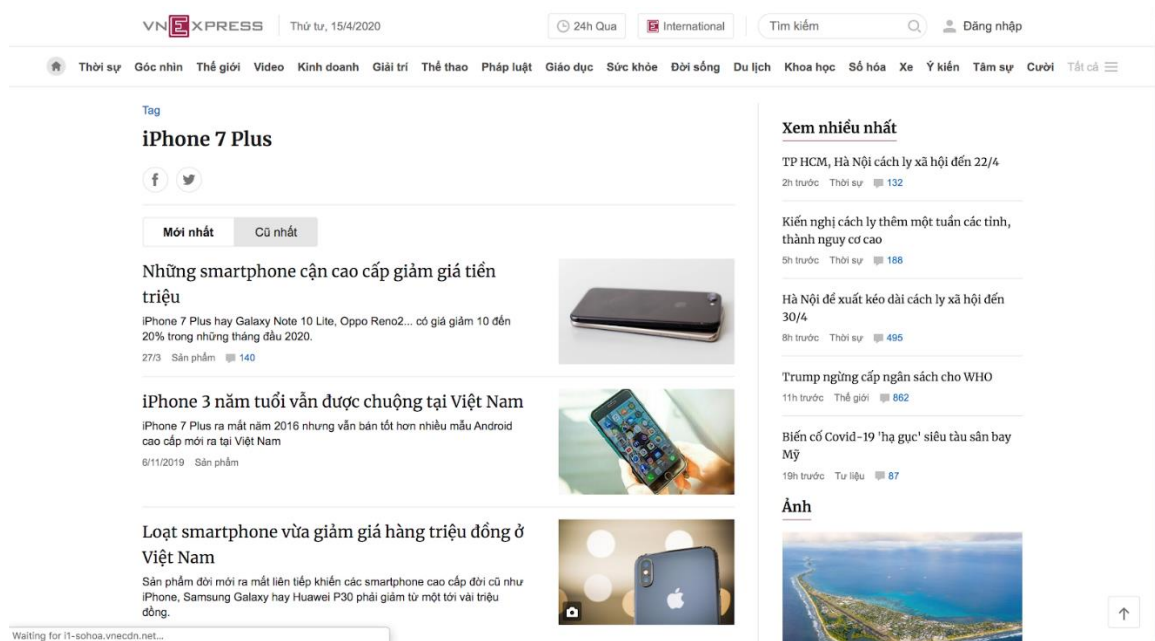 VNEXPRESS
Thứ tư, 15/4/2020
24h Qua
E International
Tìm kiếm
Đăng nhập
Thời sự Góc nhìn Thế giới Video Kinh doanh Giải trí Thể thao Pháp luật Giáo dục Sức khỏe Đời sống Du lịch Khoa học Số hóa Xe Ý kiến Tâm sự Cười Tất cả
Tag
iPhone 7 Plus
Mới nhất Cũ nhất
Những smartphone cận cao cấp giảm giá tiền
triệu
iPhone 7 Plus hay Galaxy Note 10 Lite, Oppo Reno2... có giá giảm 10 đến
20% trong những tháng đầu 2020.
27/3 Sản phẩm 140
iPhone 3 năm tuổi vẫn được chuộng tại Việt Nam
iPhone 7 Plus ra mắt năm 2016 nhưng vẫn bán tốt hơn nhiều mẫu Android
cao cấp mới ra tại Việt Nam
6/11/2019 Sản phẩm
Loạt smartphone vừa giảm giá hàng triệu đồng ở
Việt Nam
Sản phẩm đời mới ra mắt liên tiếp khiến các smartphone cao cấp đời cũ như
iPhone, Samsung Galaxy hay Huawei P30 phải giảm từ một tới vài triệu
đồng.
Xem nhiều nhất
TP HCM, Hà Nội cách ly xã hội đến 22/4
2h trước Thời sự 132
Kiến nghị cách ly thêm một tuần các tỉnh,
thành nguy cơ cao
5h trước Thời sự 188
Hà Nội đề xuất kéo dài cách ly xã hội đến
30/4
8h trước Thời sự 495
Trump ngừng cấp ngân sách cho WHO
11h trước Thế giới 862
Biến cố Covid-19 'hạ gục' siêu tàu sân bay
Mỹ
19h trước Tư liệu 87
Ảnh
Waiting for i1-sohoa.vnecdn.net...